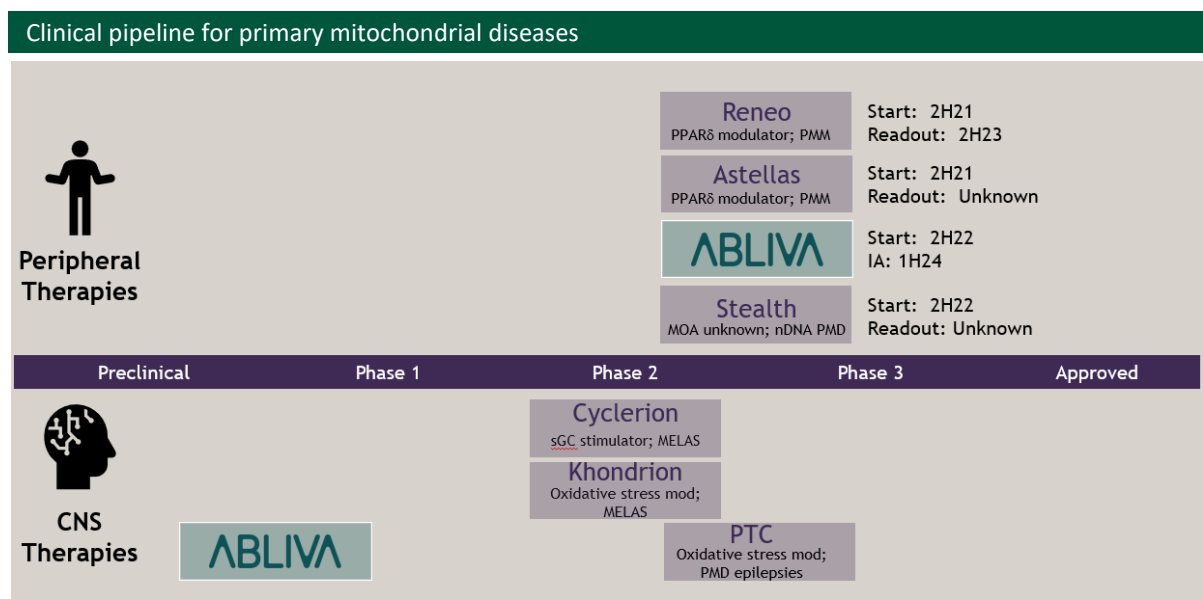 Clinical pipeline for primary mitochondrial diseases
Reneo
PPARδ modulator; PMM
Start: 2H21
Readout: 2H23
Astellas
PPARδ modulator; PMM
Start: 2H21
Readout: Unknown
ABLIVA
Start: 2H22
IA: 1H24
Stealth
MOA unknown; nDNA PMD
Start: 2H22
Readout: Unknown
Peripheral
Therapies
Preclinical Phase 1 Phase 2 Phase 3 Approved
Cyclerion
sGC stimulator; MELAS
Khondrion
Oxidative stress mod;
MELAS
CNS
Therapies
ABLIVA
PTC
Oxidative stress mod;
PMD epilepsies